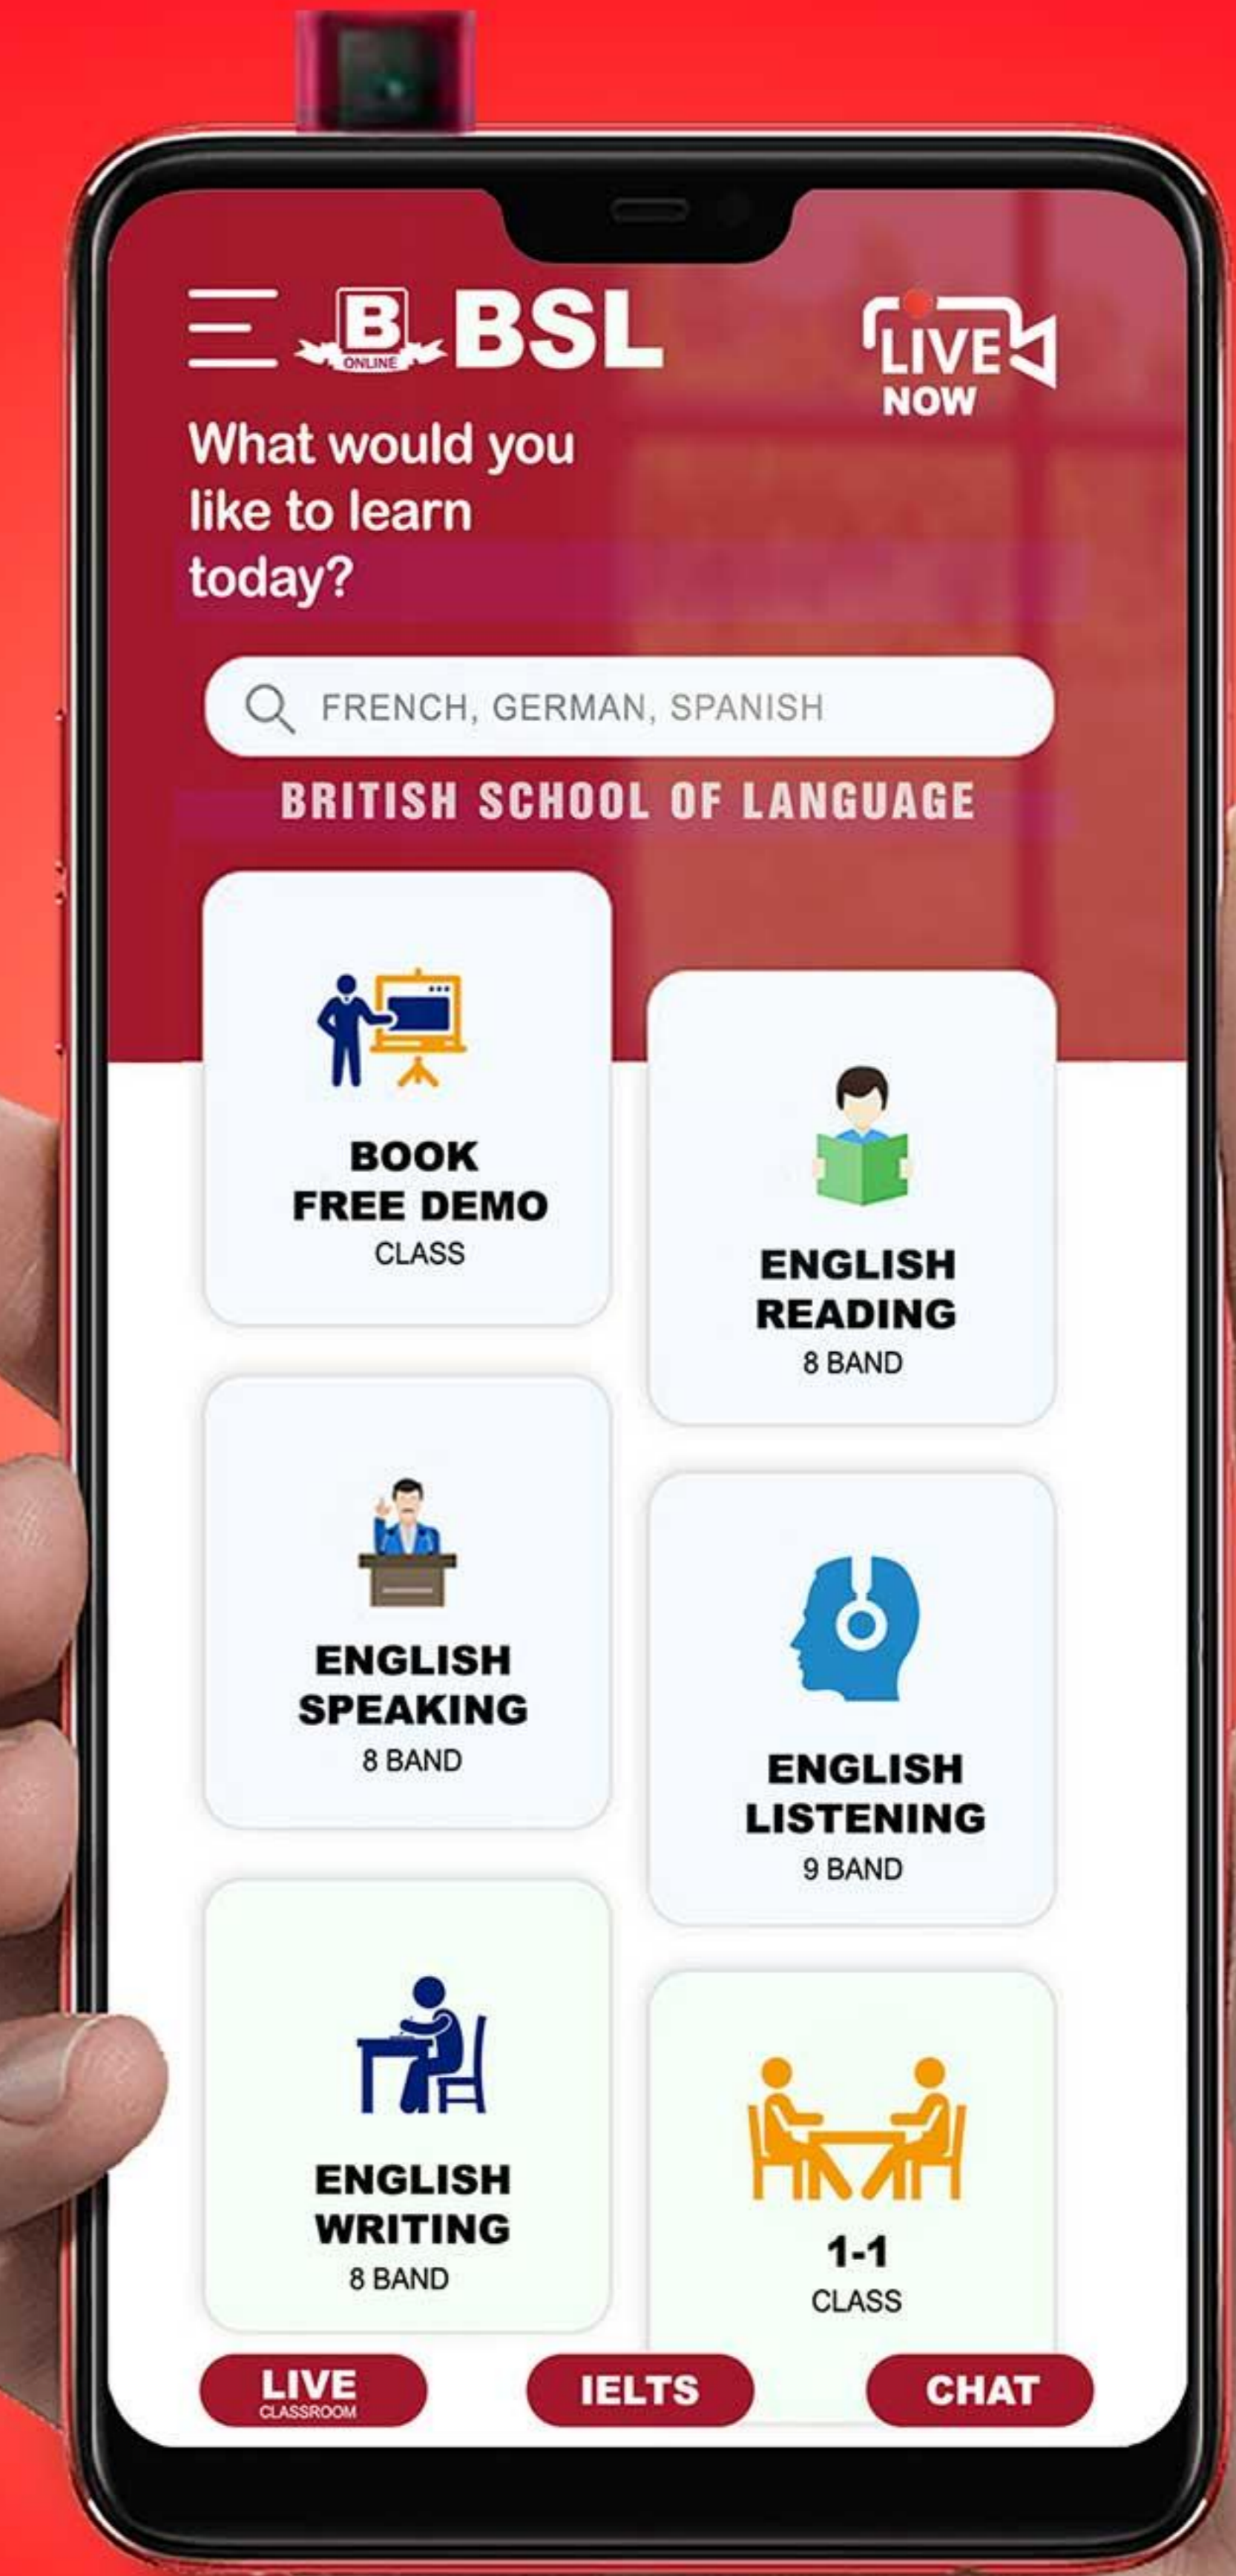 B BSL
ONLINE
LIVE
NOW
What would you
like to learn
today?
FRENCH, GERMAN, SPANISH
BRITISH SCHOOL OF LANGUAGE
BOOK
FREE DEMO
CLASS
ENGLISH
READING
8 BAND
ENGLISH
SPEAKING
8 BAND
ENGLISH
LISTENING
9 BAND
ENGLISH
WRITING
8 BAND
1-1
CLASS
LIVE
CLASSROOM
IELTS
CHAT